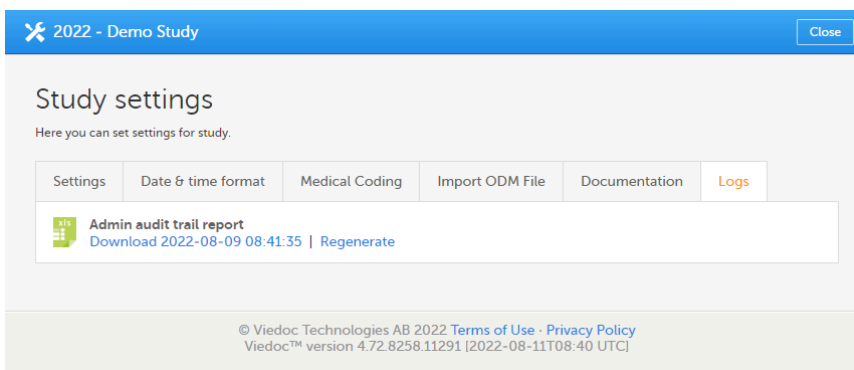 2022 - Demo Study
Close
Study settings
Here you can set settings for study.
Settings
Date & time format
Medical Coding
Import ODM File
Documentation
Logs
xls
Admin audit trail report
Download 2022-08-09 08:41:35 | Regenerate
© Viedoc Technologies AB 2022 Terms of Use · Privacy Policy
Viedoc™ version 4.72.8258.11291 [2022-08-11T08:40 UTC]